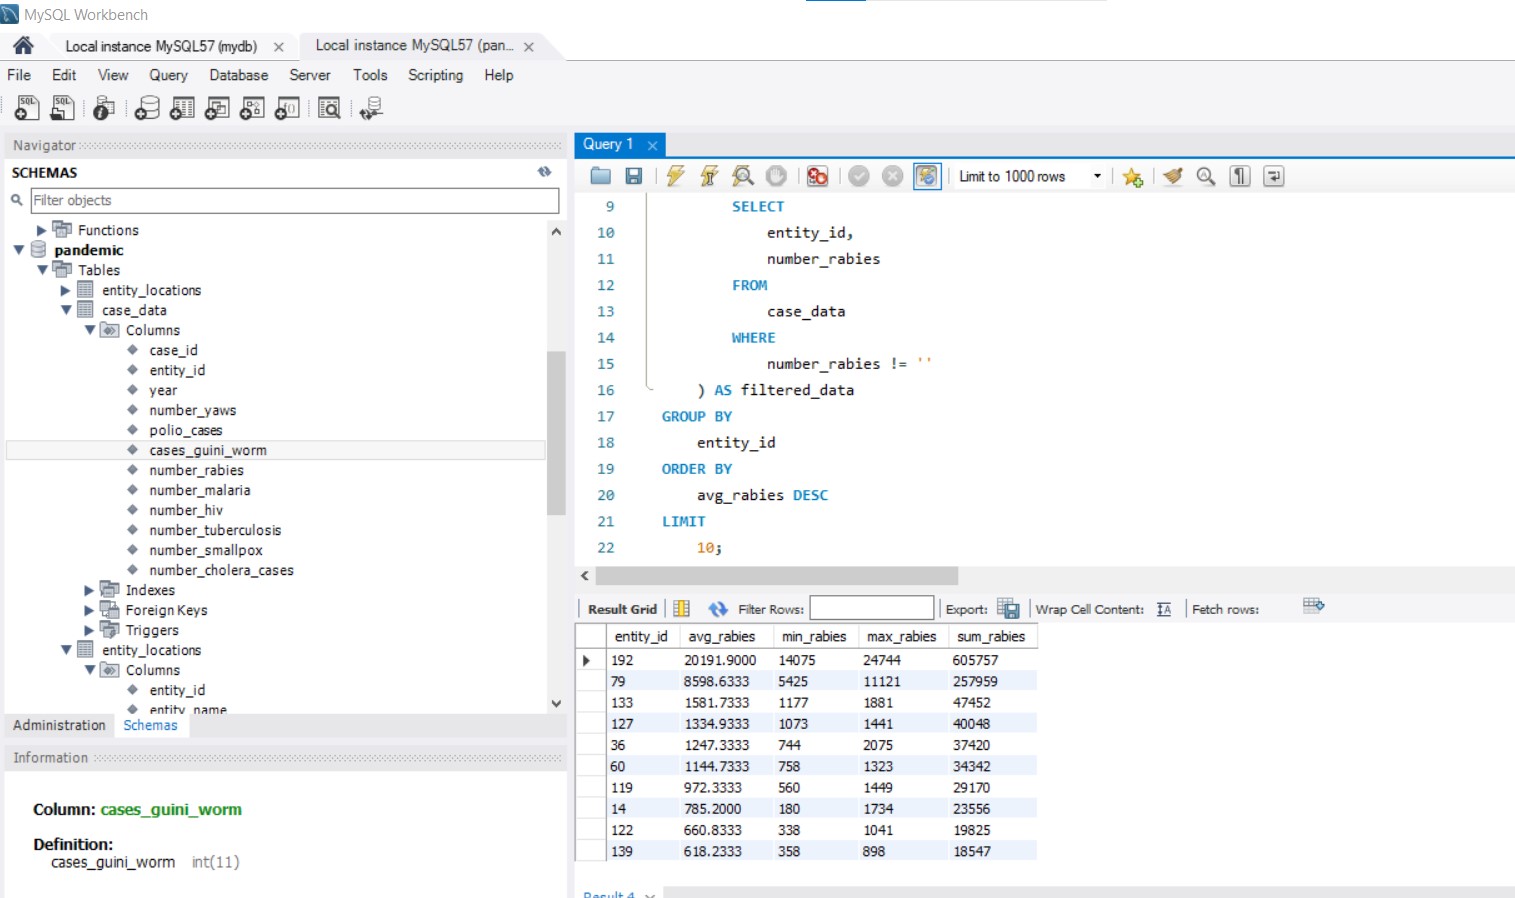 MySQL Workbench
Local instance MySQL57 (mydb) Local instance MySQL57 (pan...
File Edit View Query Database Server Tools Scripting Help
Navigator
SCHEMAS
Filter objects
Functions
pandemic
Tables
entity_locations
case_data
Columns
case_id
entity_id
year
number_yaws
polio_cases
cases_guini_worm
number_rabies
number_malaria
number_hiv
number_tuberculosis
number_smallpox
number_cholera_cases
Indexes
Foreign Keys
Triggers
entity_locations
Columns
entity_id
entity_name
Administration Schemas
Information
Column: cases_guini_worm
Definition:
cases_guini_worm int(11)
Query 1
Limit to 1000 rows
9 SELECT
10 entity_id,
11 number_rabies
12 FROM
13 case_data
14 WHERE
15 number_rabies != ''
16 ) AS filtered_data
17 GROUP BY
18 entity_id
19 ORDER BY
20 avg_rabies DESC
21 LIMIT
22 10;
Result Grid Filter Rows: Export: Wrap Cell Content: Fetch rows:
entity_id avg_rabies min_rabies max_rabies sum_rabies
192 20191.9000 14075 24744 605757
79 8598.6333 5425 11121 257959
133 1581.7333 1177 1881 47452
127 1334.9333 1073 1441 40048
36 1247.3333 744 2075 37420
60 1144.7333 758 1323 34342
119 972.3333 560 1449 29170
14 785.2000 180 1734 23556
122 660.8333 338 1041 19825
139 618.2333 358 898 18547
Result 4